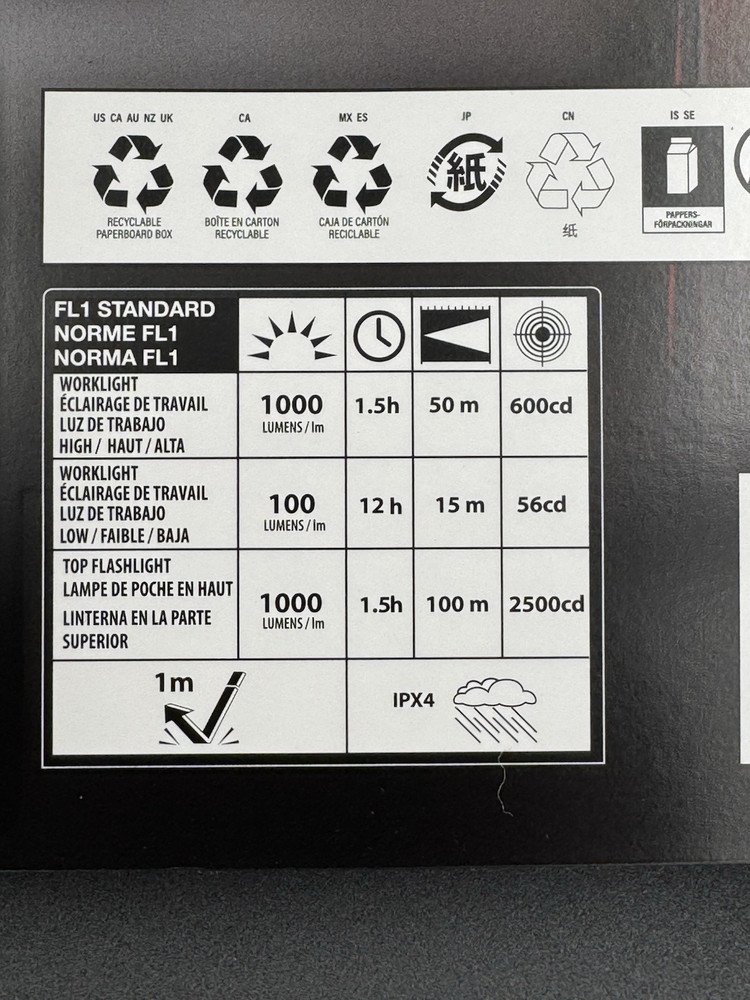 US CA AU NZ UK
RECYCLABLE
PAPERBOARD BOX
CA
BOÎTE EN CARTON
RECYCLABLE
MX ES
CAJA DE CARTÓN
RECICLABLE
JP
紙
CN
纸
IS SE
PAPPERS-
FÖRPACKNINGAR
FL1 STANDARD
NORME FL1
NORMA FL1
WORKLIGHT
ÉCLAIRAGE DE TRAVAIL
LUZ DE TRABAJO
HIGH / HAUT / ALTA
1000
LUMENS / lm
1.5h
50 m
600cd
WORKLIGHT
ÉCLAIRAGE DE TRAVAIL
LUZ DE TRABAJO
LOW / FAIBLE / BAJA
100
LUMENS / lm
12 h
15 m
56cd
TOP FLASHLIGHT
LAMPE DE POCHE EN HAUT
LINTERNA EN LA PARTE
SUPERIOR
1000
LUMENS / lm
1.5h
100 m
2500cd
1m
IPX4